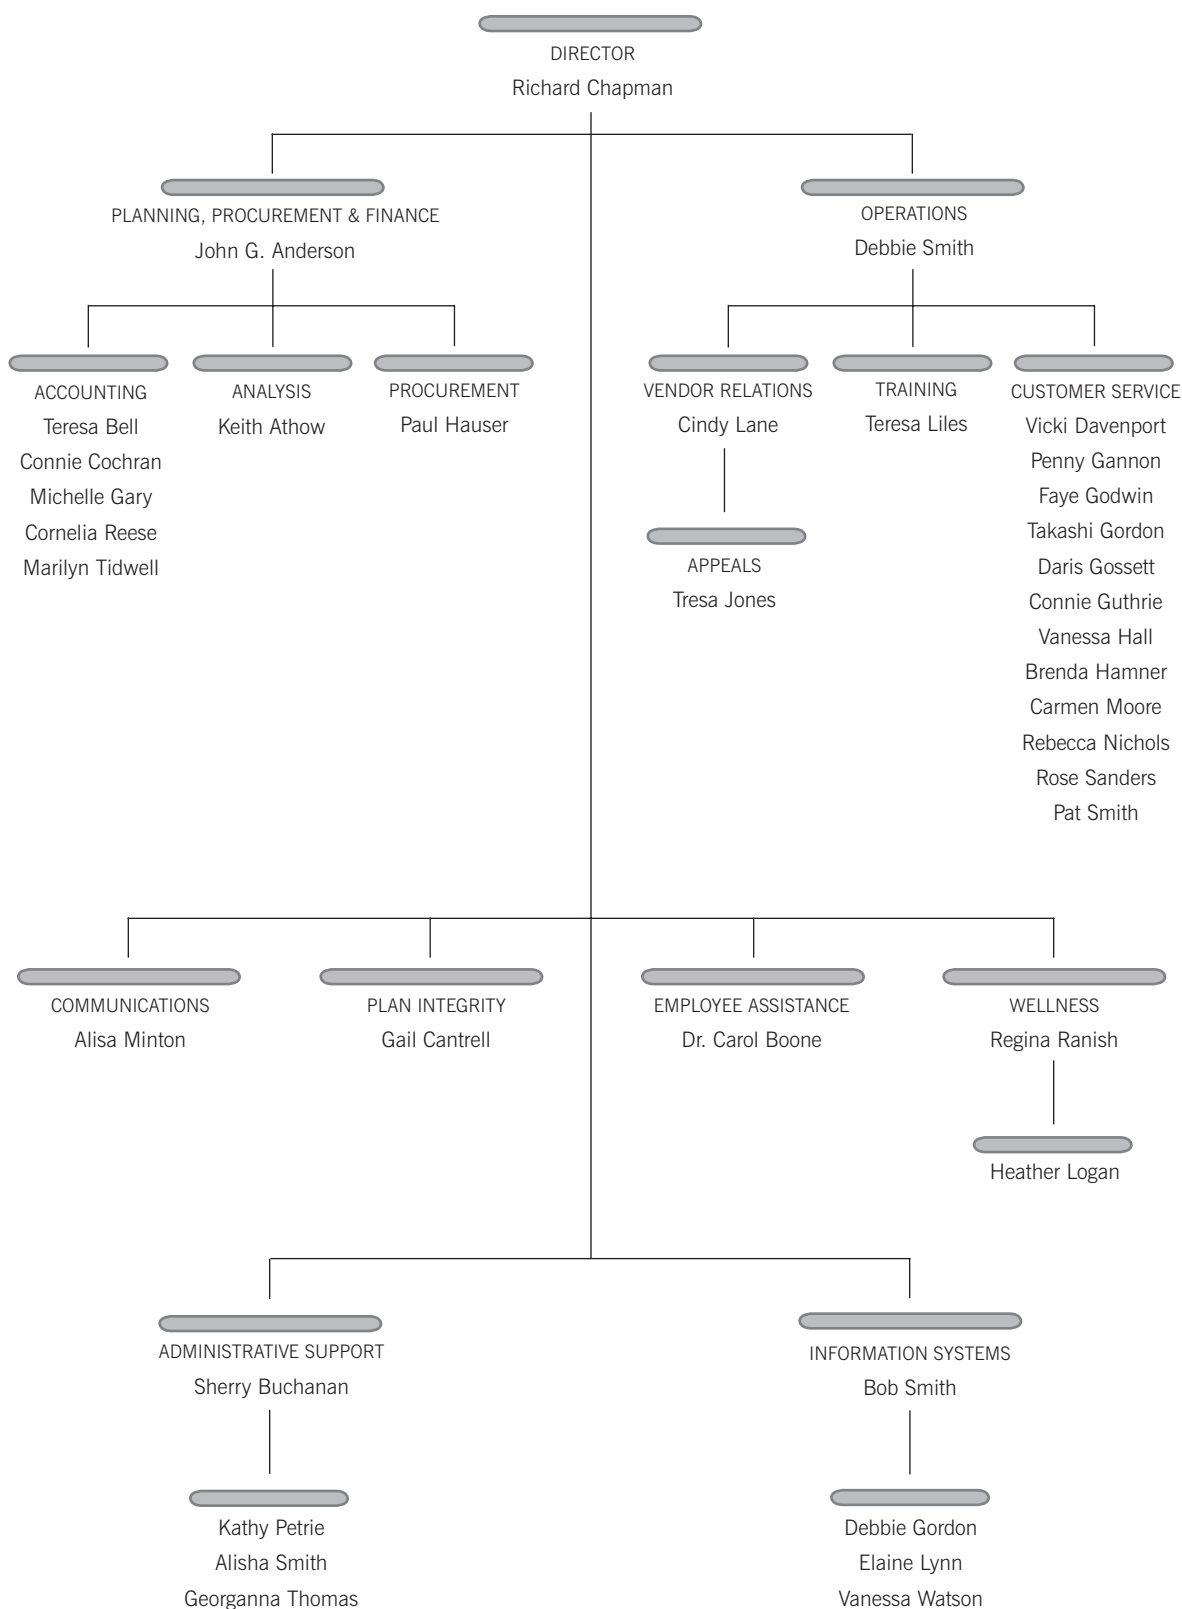 DIRECTOR
Richard Chapman
PLANNING, PROCUREMENT & FINANCE
John G. Anderson
OPERATIONS
Debbie Smith
ACCOUNTING
Teresa Bell
Connie Cochran
Michelle Gary
Cornelia Reese
Marilyn Tidwell
ANALYSIS
Keith Athow
PROCUREMENT
Paul Hauser
VENDOR RELATIONS
Cindy Lane
APPEALS
Tresa Jones
TRAINING
Teresa Liles
CUSTOMER SERVICE
Vicki Davenport
Penny Gannon
Faye Godwin
Takashi Gordon
Daris Gossett
Connie Guthrie
Vanessa Hall
Brenda Hamner
Carmen Moore
Rebecca Nichols
Rose Sanders
Pat Smith
COMMUNICATIONS
Alisa Minton
PLAN INTEGRITY
Gail Cantrell
EMPLOYEE ASSISTANCE
Dr. Carol Boone
WELLNESS
Regina Ranish
Heather Logan
ADMINISTRATIVE SUPPORT
Sherry Buchanan
Kathy Petrie
Alisha Smith
Georganna Thomas
INFORMATION SYSTEMS
Bob Smith
Debbie Gordon
Elaine Lynn
Vanessa Watson